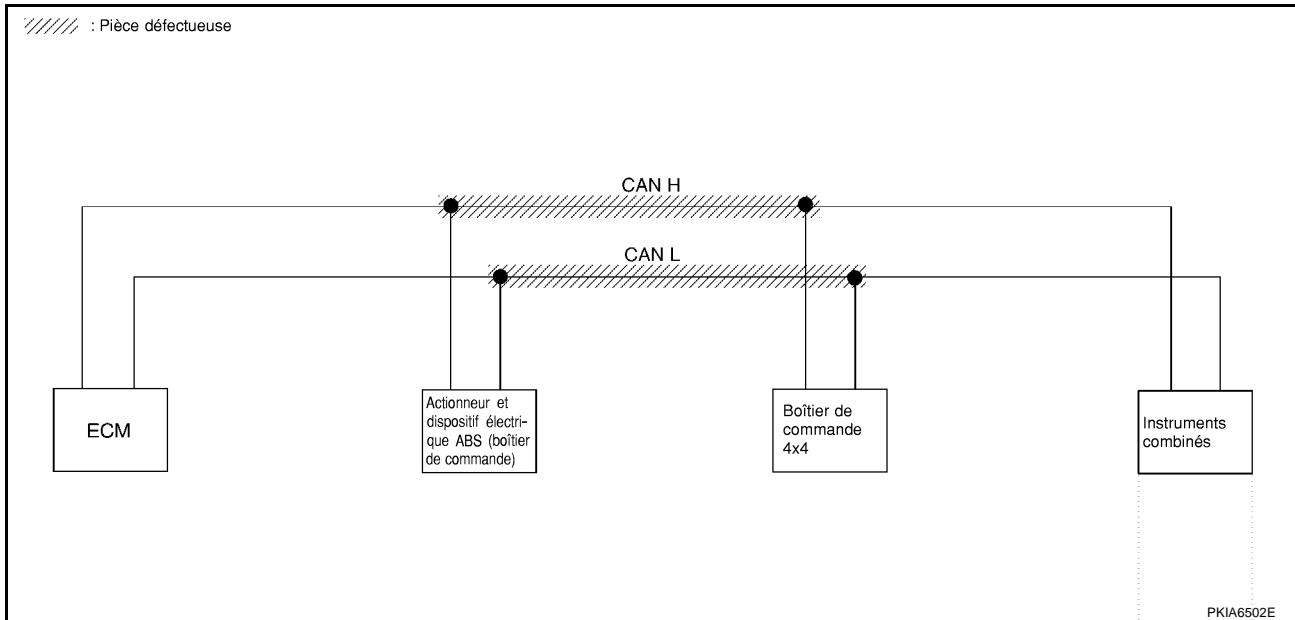 : Pièce défectueuse
CAN H
CAN L
ECM
Actionneur et
dispositif électri-
que ABS (boîtier
de commande)
Boîtier de
commande
4x4
Instruments
combinés
PKIA6502E